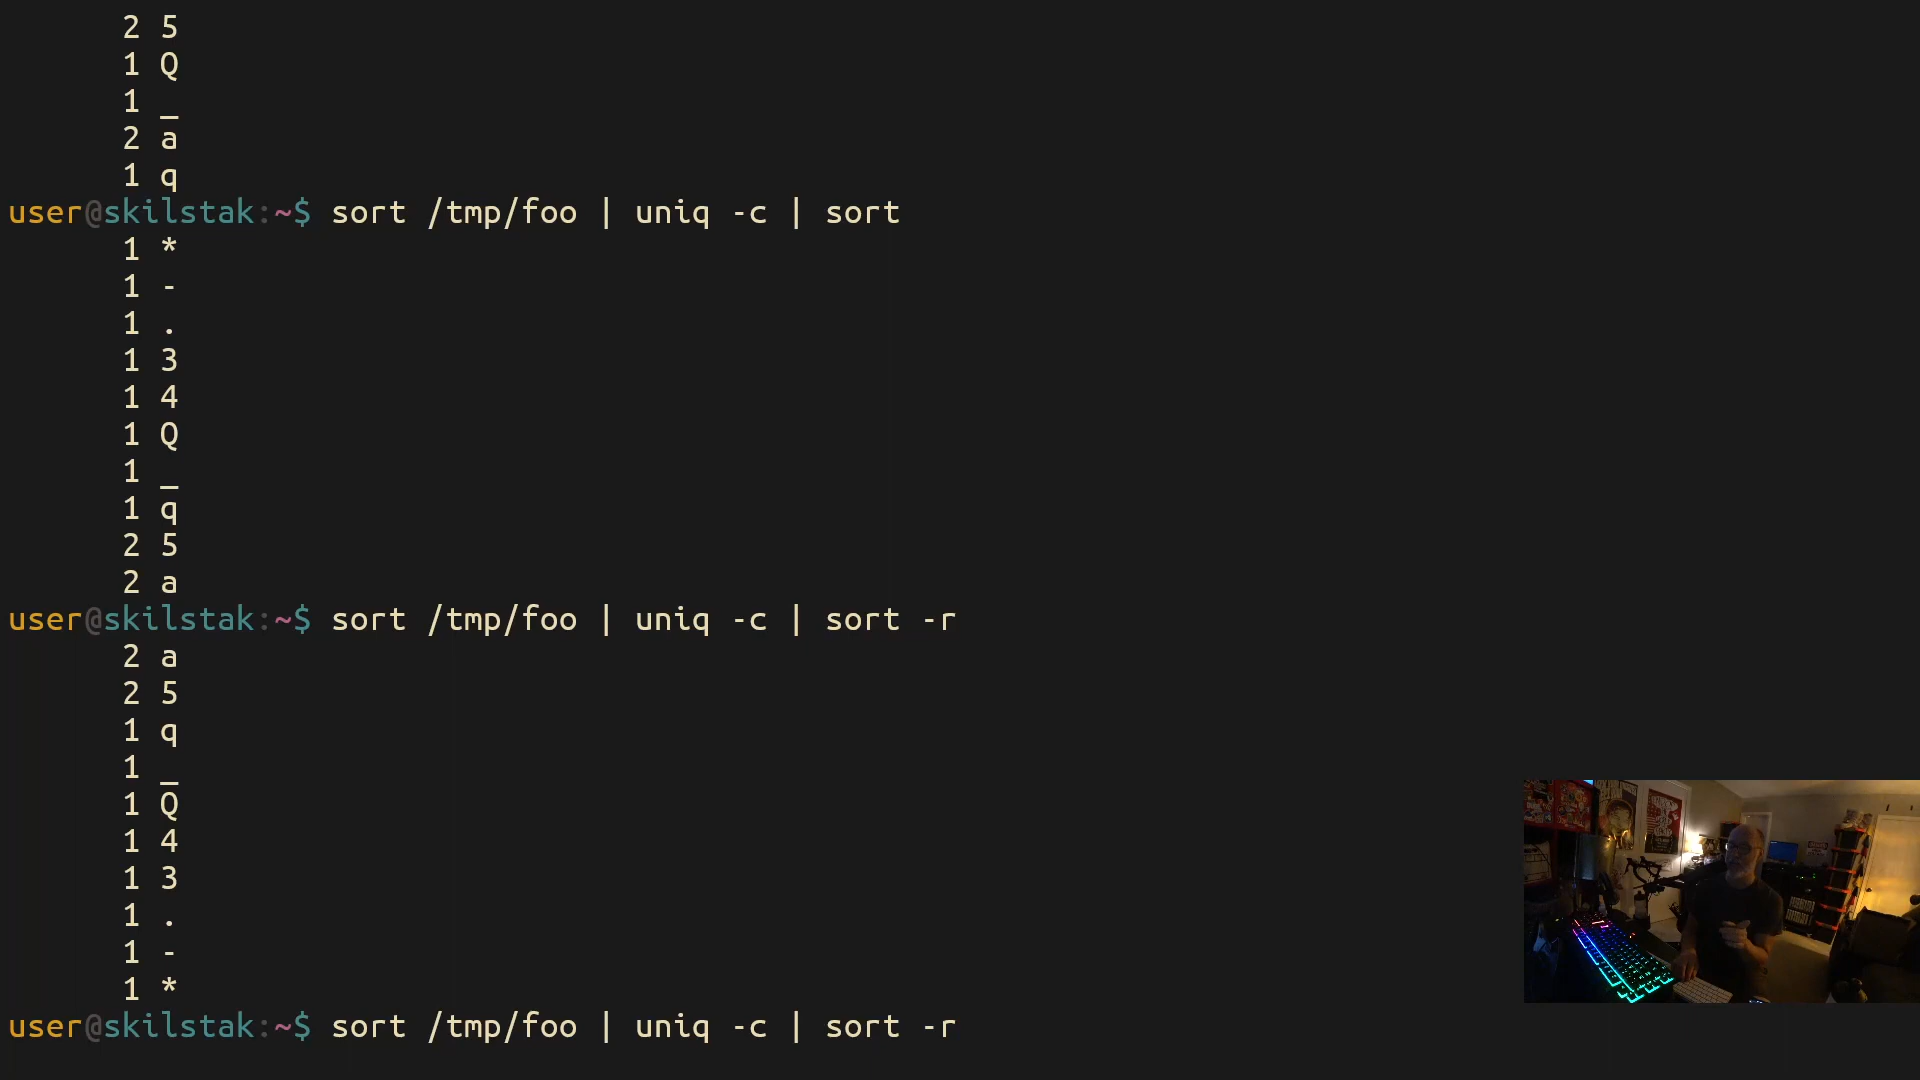 2 5
1 Q
1 _
2 a
1 q
user@skilstak:~$ sort /tmp/foo | uniq -c | sort
1 *
1 -
1 .
1 3
1 4
1 Q
1 _
1 q
2 5
2 a
user@skilstak:~$ sort /tmp/foo | uniq -c | sort -r
2 a
2 5
1 q
1 _
1 Q
1 4
1 3
1 .
1 -
1 *
user@skilstak:~$ sort /tmp/foo | uniq -c | sort -r